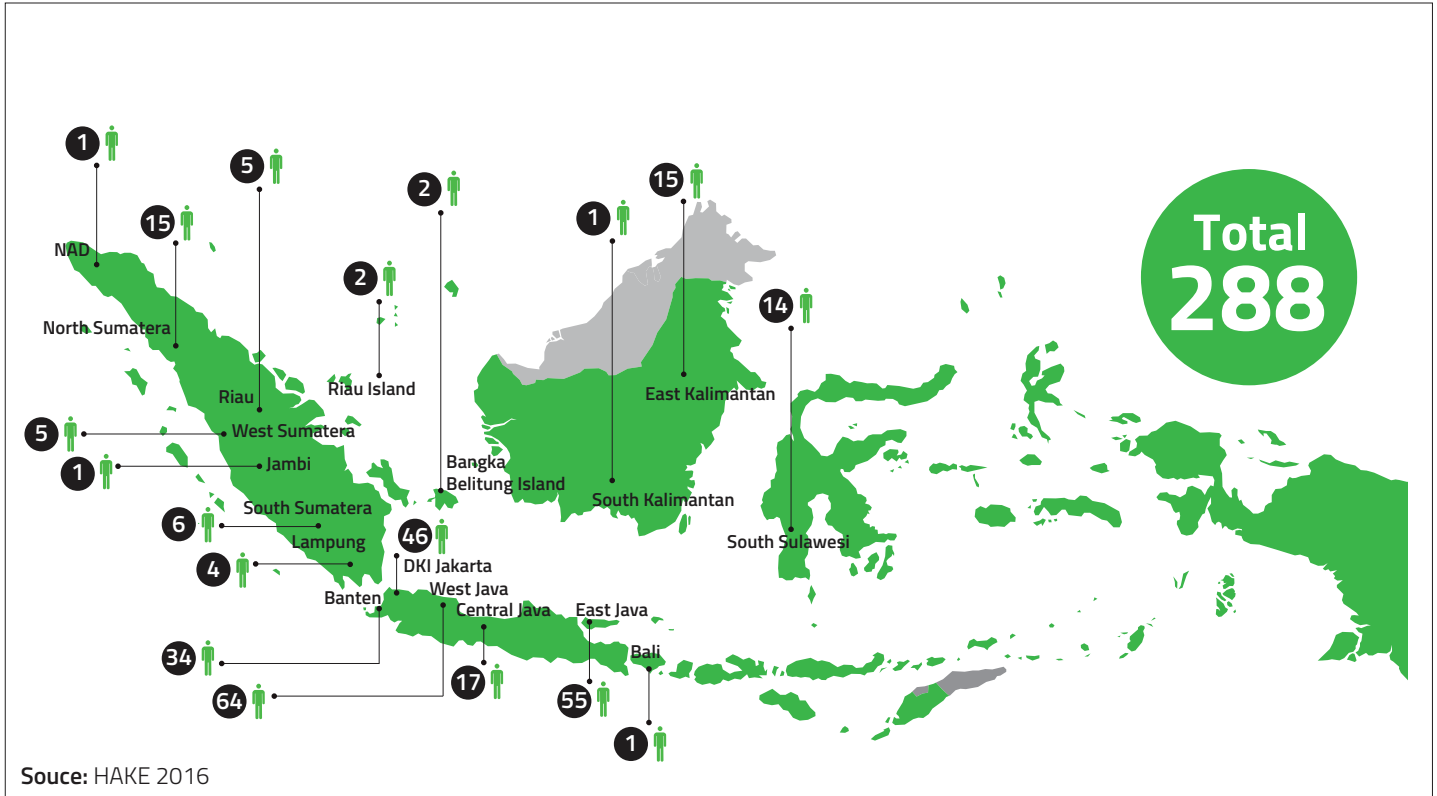 1
5
15
2
15
1
2
14
Total
288
NAD
North Sumatera
Riau
Riau Island
East Kalimantan
5
West Sumatera
1
Jambi
Bangka
Belitung Island
South Kalimantan
South Sumatera
6
Lampung
46
South Sulawesi
4
DKI Jakarta
Banten
West Java
Central Java
East Java
Bali
34
64
17
55
1
Souce: HAKE 2016